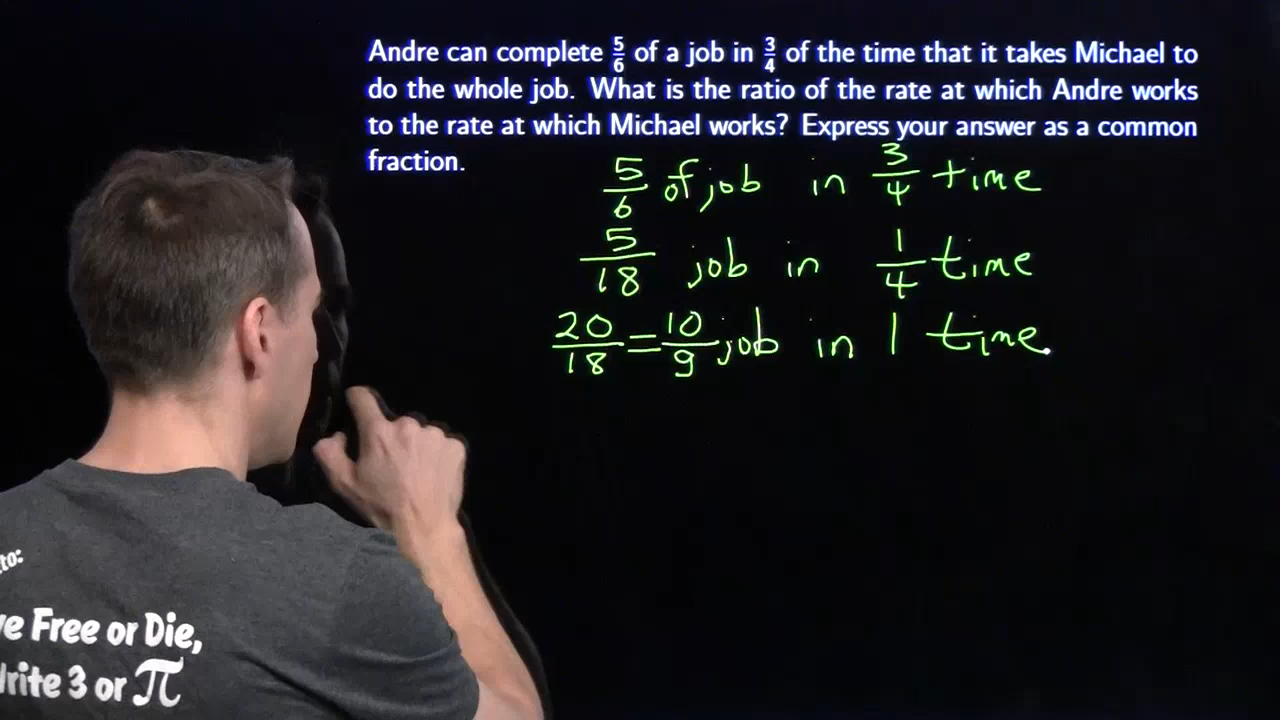 Andre can complete 5/6 of a job in 3/4 of the time that it takes Michael to
do the whole job. What is the ratio of the rate at which Andre works
to the rate at which Michael works? Express your answer as a common
fraction.
5/6 of job in 3/4 time
5/18 job in 1/4 time
20/18 = 10/9 job in 1 time
to:
Free or Die,
3 or π